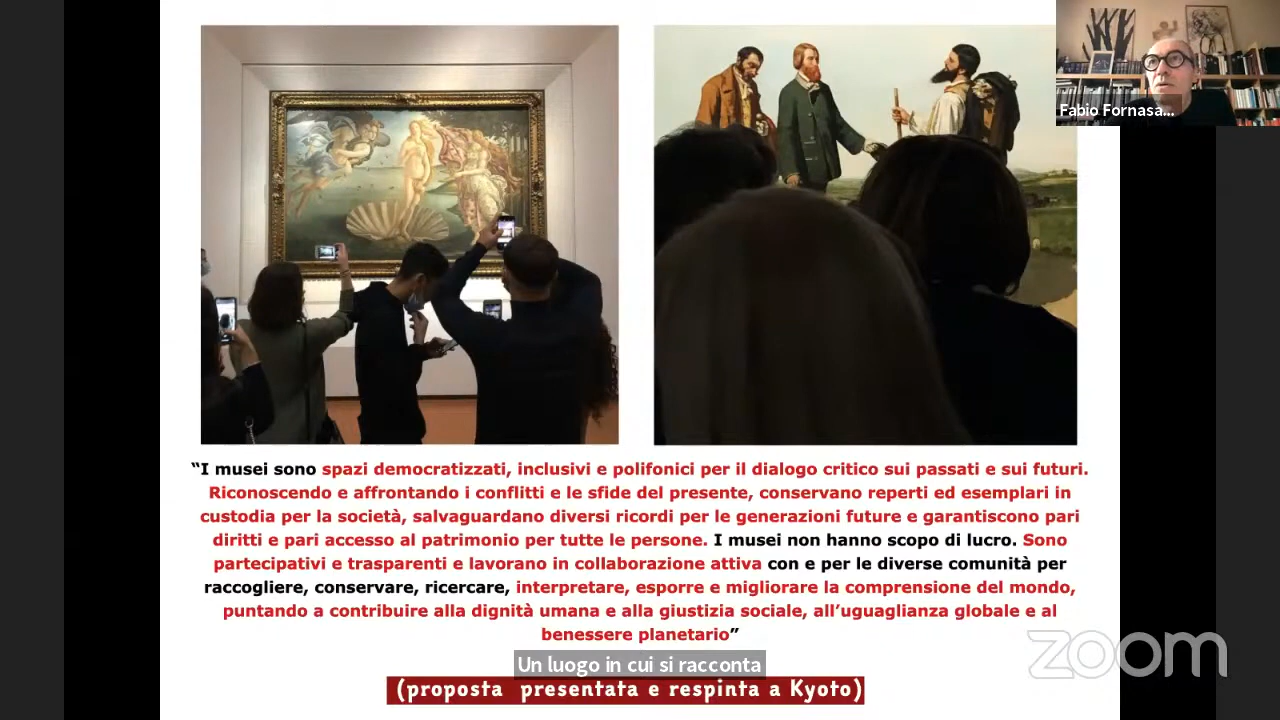 Fabio Fornasa...
“I musei sono spazi democratizzati, inclusivi e polifonici per il dialogo critico sui passati e sui futuri.
Riconoscendo e affrontando i conflitti e le sfide del presente, conservano reperti ed esemplari in
custodia per la società, salvaguardano diversi ricordi per le generazioni future e garantiscono pari
diritti e pari accesso al patrimonio per tutte le persone. I musei non hanno scopo di lucro. Sono
partecipativi e trasparenti e lavorano in collaborazione attiva con e per le diverse comunità per
raccogliere, conservare, ricercare, interpretare, esporre e migliorare la comprensione del mondo,
puntando a contribuire alla dignità umana e alla giustizia sociale, all’uguaglianza globale e al
benessere planetario”
Un luogo in cui si racconta
(proposta presentata e respinta a Kyoto)
zoom